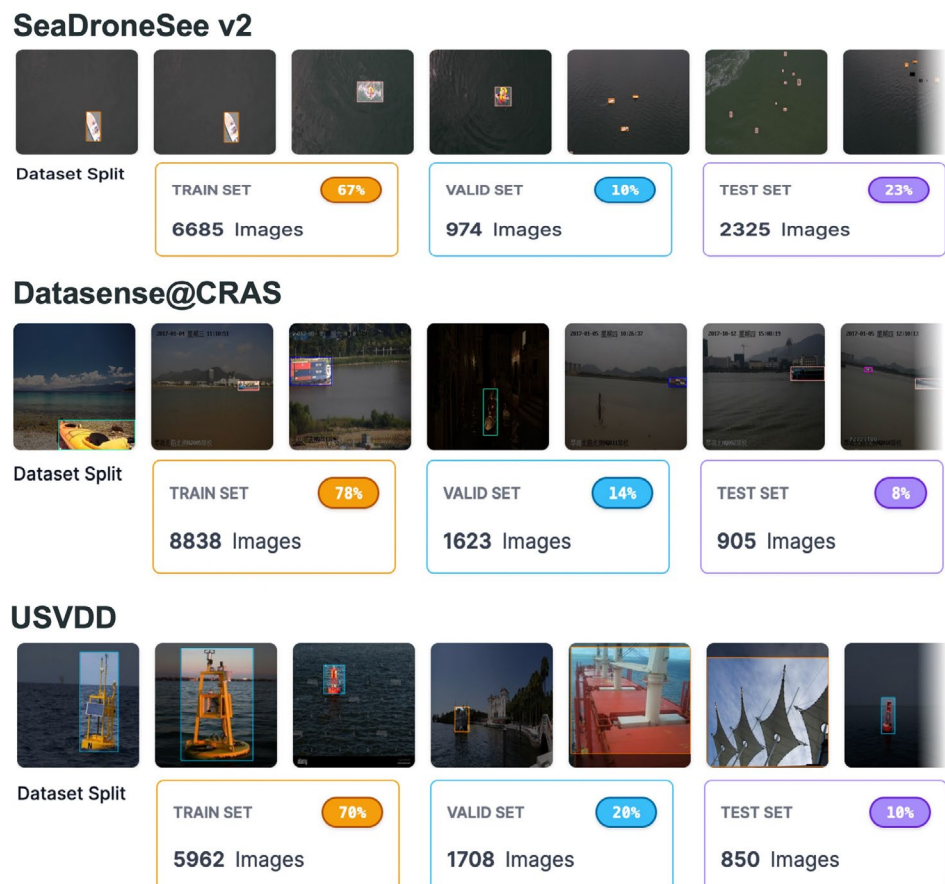 SeaDroneSee v2
Dataset Split
TRAIN SET 67%
6685 Images
VALID SET 10%
974 Images
TEST SET 23%
2325 Images
Datasense@CRAS
Dataset Split
TRAIN SET 78%
8838 Images
VALID SET 14%
1623 Images
TEST SET 8%
905 Images
USVDD
Dataset Split
TRAIN SET 70%
5962 Images
VALID SET 20%
1708 Images
TEST SET 10%
850 Images